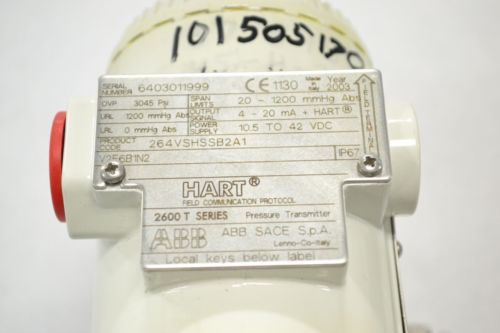 101505170
SERIAL NUMBER 6403011999 CE 1130 Made in Italy Year 2003
OVP 3045 Psi SPAN LIMITS 20 - 1200 mmHg Abs
URL 1200 mmHg Abs OUTPUT SIGNAL 4 - 20 mA + HART®
LRL 0 mmHg Abs POWER SUPPLY 10.5 TO 42 VDC
PRODUCT CODE 264VSHSSB2A1
V2E6B1N2 IP67
FIELD TERMINAL
HART®
FIELD COMMUNICATION PROTOCOL
2600 T SERIES Pressure Transmitter
ABB ABB SACE S.p.A.
Lenno-Co-Italy
Local keys below label